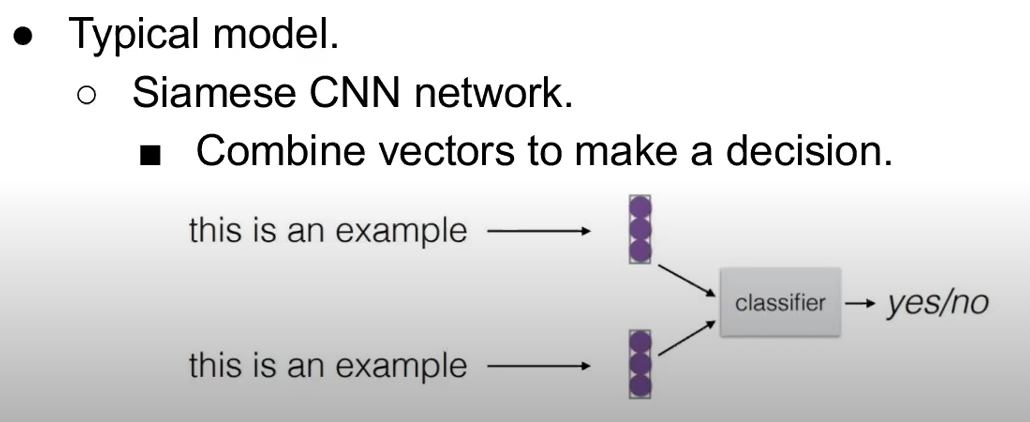 ● Typical model.
○ Siamese CNN network.
■ Combine vectors to make a decision.
this is an example
classifier
yes/no
this is an example